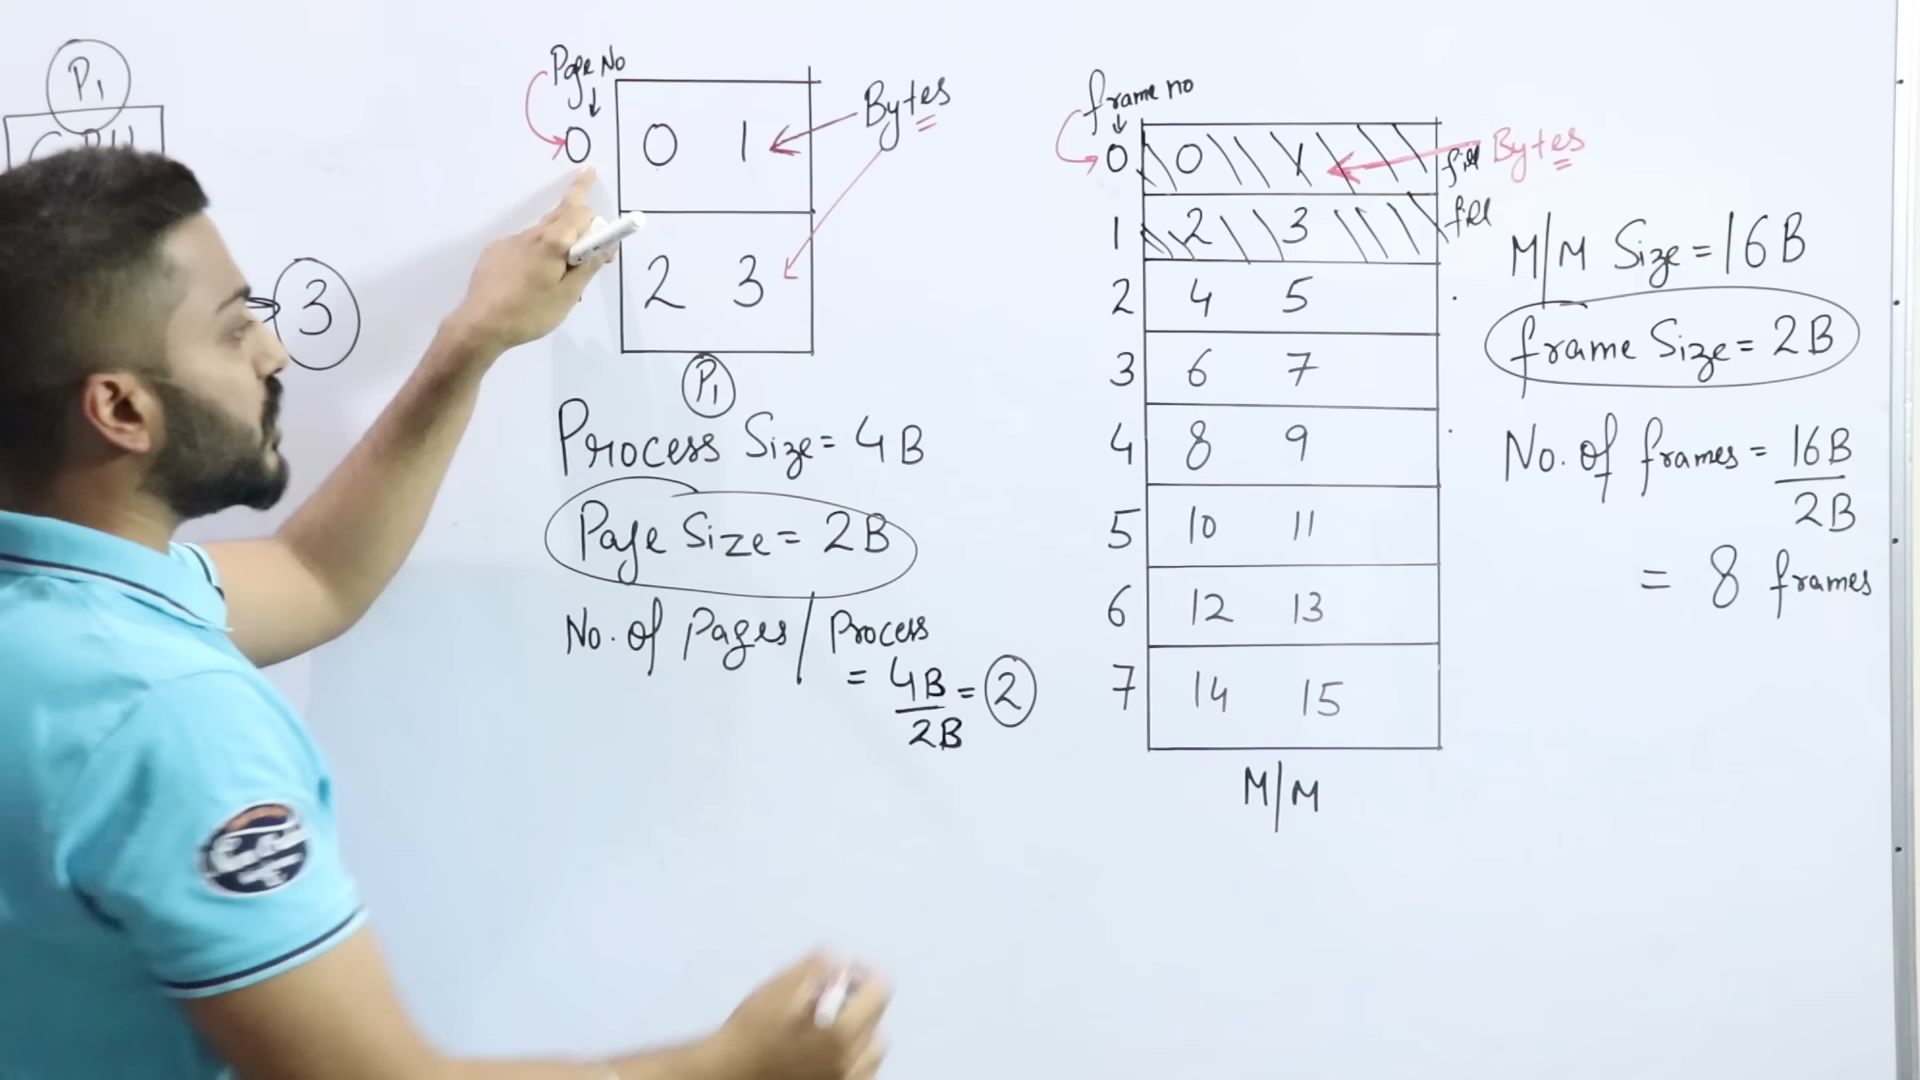 P1
3
Page No
0
0 1
Bytes
2 3
P1
Process Size = 4B
Page Size = 2B
No. of Pages / Process
= 4B/2B = 2
frame no
0 0 1 fill
Bytes
1 2 3 fill
2 4 5
3 6 7
4 8 9
5 10 11
6 12 13
7 14 15
M/M
M/M Size = 16B
frame Size = 2B
No. of frames = 16B/2B
= 8 frames